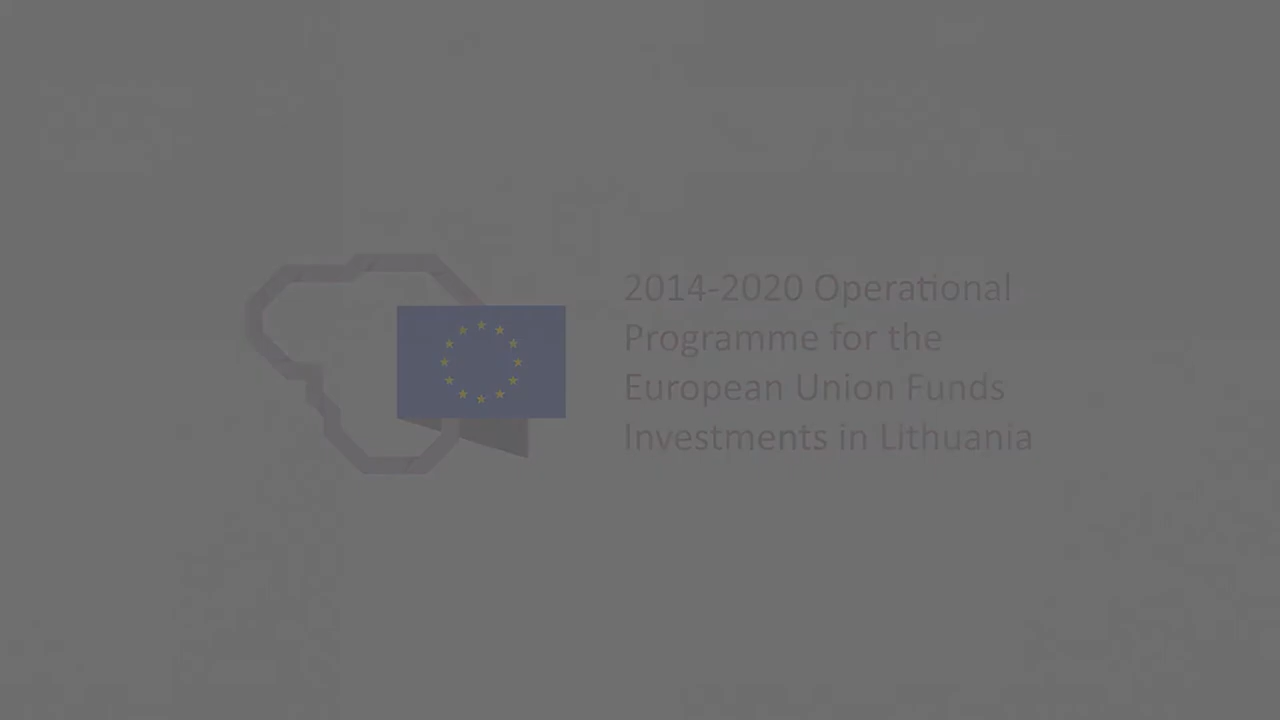 2014-2020 Operational
Programme for the
European Union Funds
Investments in Lithuania